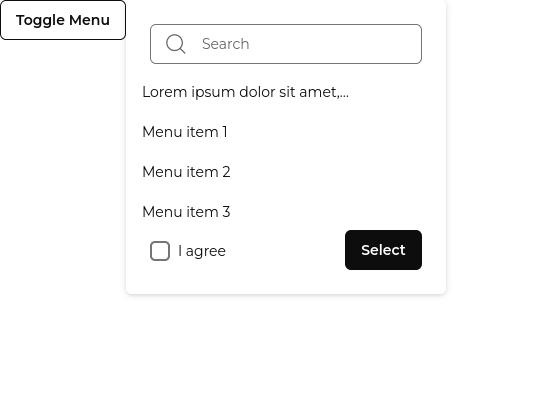 Toggle Menu
Search
Lorem ipsum dolor sit amet,...
Menu item 1
Menu item 2
Menu item 3
I agree
Select